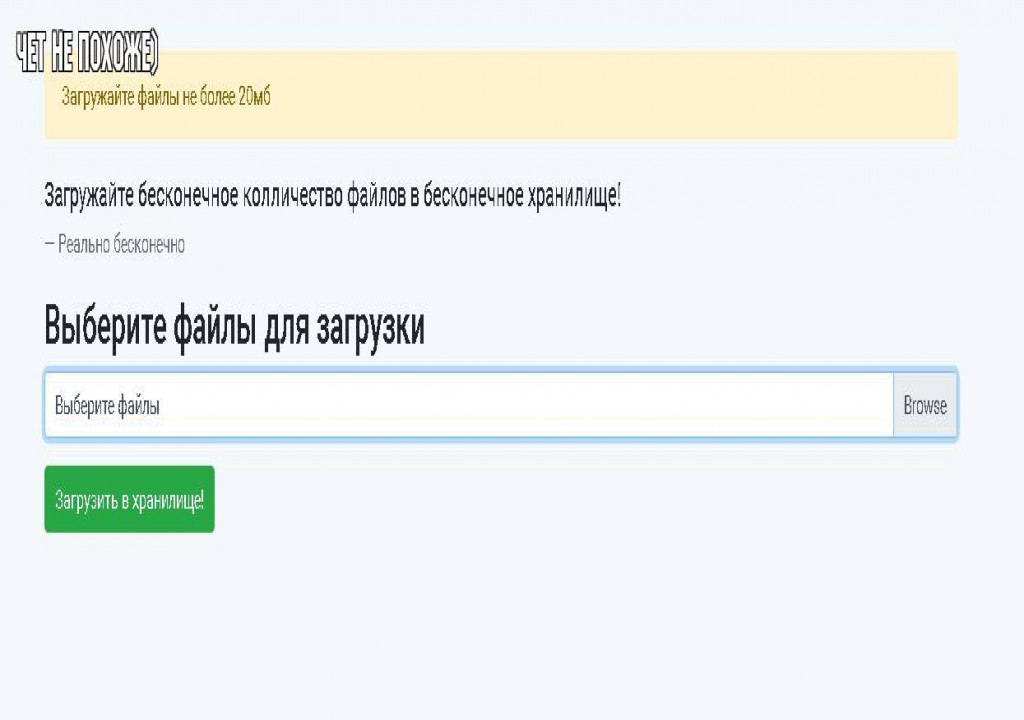 ЧЕТ НЕ ПОХОЖЕ)
Загружайте файлы не более 20мб
Загружайте бесконечное колличество файлов в бесконечное хранилище!
— Реально бесконечно
Выберите файлы для загрузки
Выберите файлы
Browse
Загрузить в хранилище!